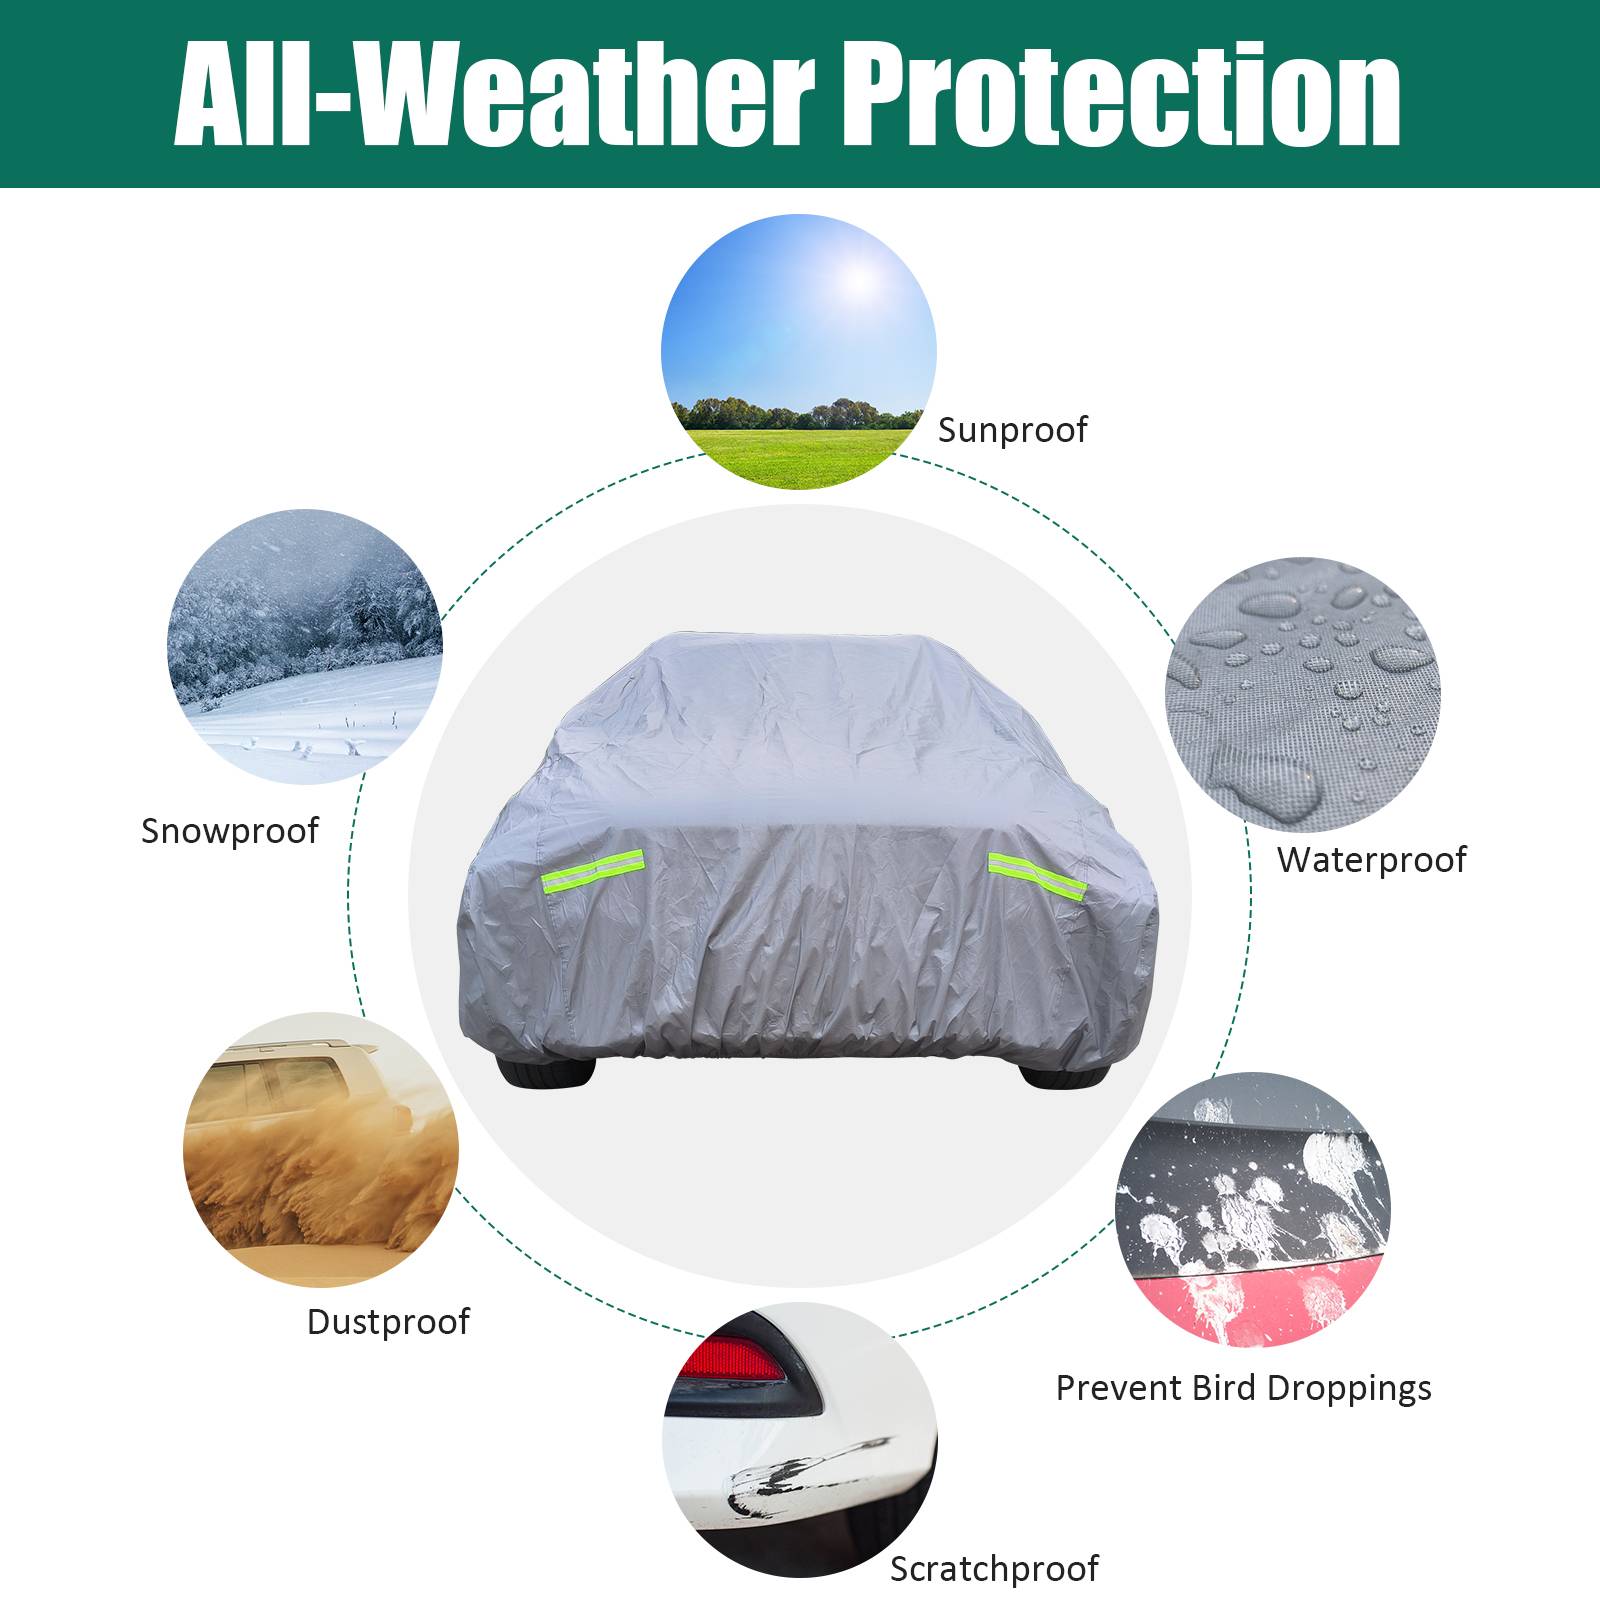 All-Weather Protection
Sunproof
Snowproof
Waterproof
Dustproof
Prevent Bird Droppings
Scratchproof